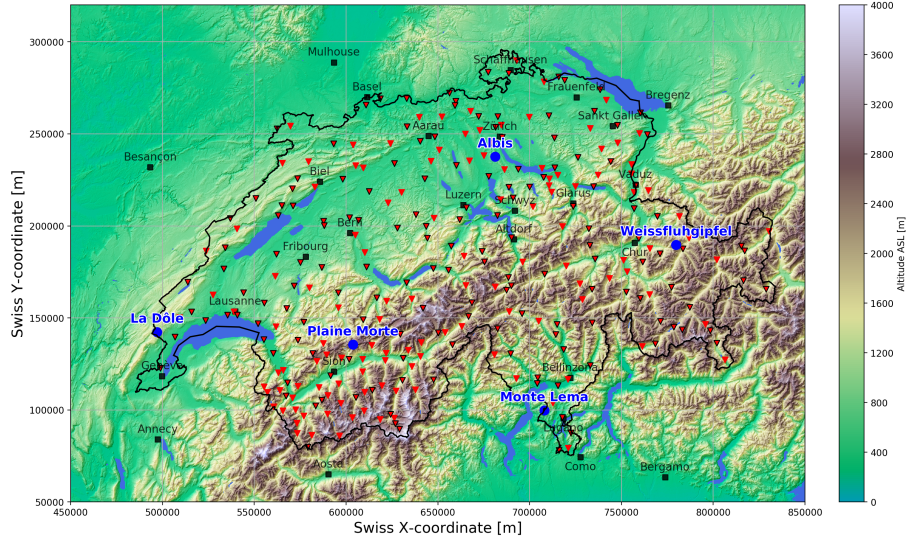 300000
250000
200000
150000
100000
50000
Swiss Y-coordinate [m]
450000 500000 550000 600000 650000 700000 750000 800000 850000
Swiss X-coordinate [m]
Mulhouse
Schaffhausen
Basel
Frauenfeld
Bregenz
Aarau
Zürich
Sankt Gallen
Albis
Besançon
Biel
Vaduz
Luzern
Schwyz
Glarus
Bern
Altdorf
Weissfluhgipfel
Fribourg
Chur
Lausanne
La Dôle
Plaine Morte
Genève
Sion
Bellinzona
Monte Lema
Annecy
Lugano
Aosta
Como
Bergamo
4000
3600
3200
2800
2400
2000
1600
1200
800
400
0
Altitude ASL [m]